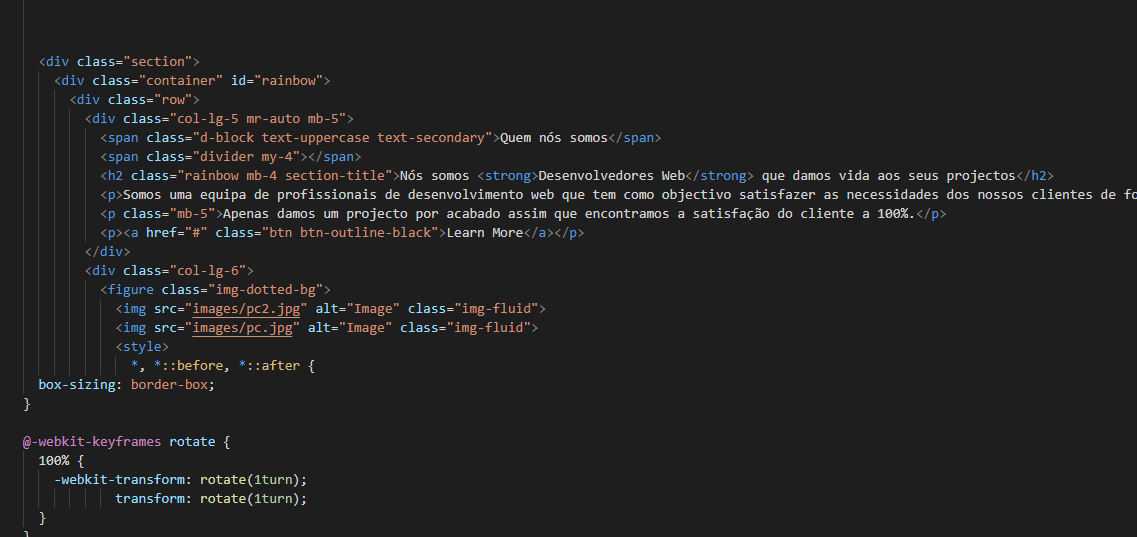 <div class="section">
<div class="container" id="rainbow">
<div class="row">
<div class="col-lg-5 mr-auto mb-5">
<span class="d-block text-uppercase text-secondary">Quem nós somos</span>
<span class="divider my-4"></span>
<h2 class="rainbow mb-4 section-title">Nós somos <strong>Desenvolvedores Web</strong> que damos vida aos seus projectos</h2>
<p>Somos uma equipa de profissionais de desenvolvimento web que tem como objectivo satisfazer as necessidades dos nossos clientes de
<p class="mb-5">Apenas damos um projecto por acabado assim que encontramos a satisfação do cliente a 100%.</p>
<p><a href="#" class="btn btn-outline-black">Learn More</a></p>
</div>
<div class="col-lg-6">
<figure class="img-dotted-bg">
<img src="images/pc2.jpg" alt="Image" class="img-fluid">
<img src="images/pc.jpg" alt="Image" class="img-fluid">
<style>
*, *::before, *::after {
box-sizing: border-box;
}
@-webkit-keyframes rotate {
100% {
-webkit-transform: rotate(1turn);
transform: rotate(1turn);
}
}